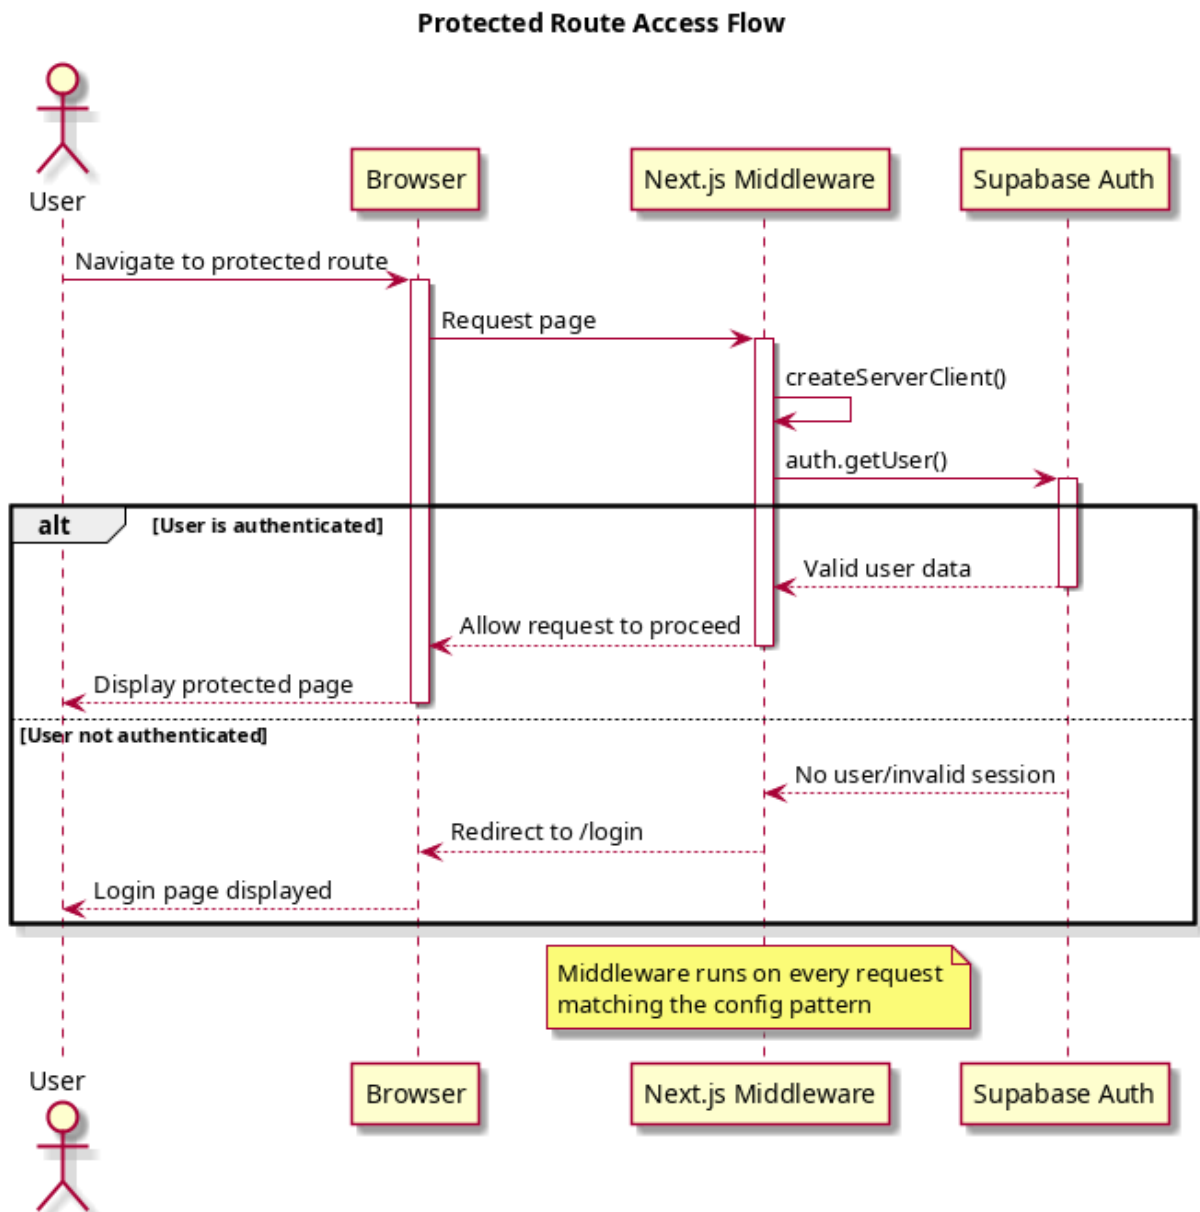 Protected Route Access Flow
User
Browser
Next.js Middleware
Supabase Auth
Navigate to protected route
Request page
createServerClient()
auth.getUser()
alt
[User is authenticated]
Valid user data
Allow request to proceed
Display protected page
[User not authenticated]
No user/invalid session
Redirect to /login
Login page displayed
Middleware runs on every request
matching the config pattern
User
Browser
Next.js Middleware
Supabase Auth